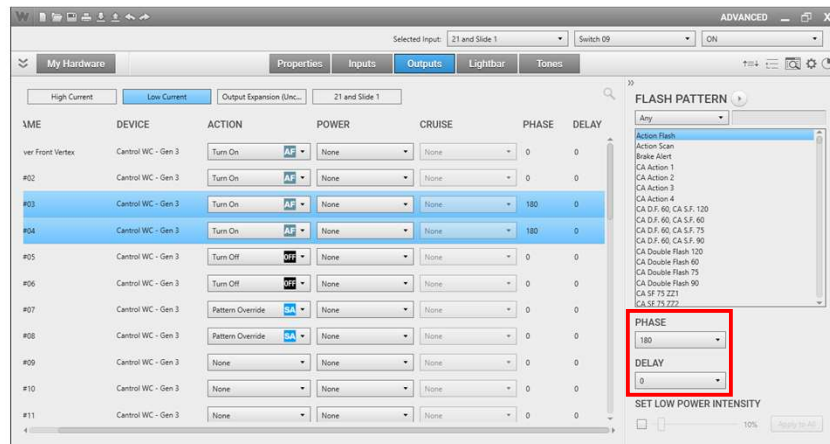 W ADVANCED X
Selected Input: 21 and Slide 1 Switch 09 ON
My Hardware Properties Inputs Outputs Lightbar Tones
High Current Low Current Output Expansion (Unc... 21 and Slide 1
AME DEVICE ACTION POWER CRUISE PHASE DELAY
ver Front Vertex Cantrol WC - Gen 3 Turn On AF None None 0 0
#02 Cantrol WC - Gen 3 Turn On AF None None 0 0
#03 Cantrol WC - Gen 3 Turn On AF None None 180 0
#04 Cantrol WC - Gen 3 Turn On AF None None 180 0
#05 Cantrol WC - Gen 3 Turn Off OFF None None 0 0
#06 Cantrol WC - Gen 3 Turn Off OFF None None 0 0
#07 Cantrol WC - Gen 3 Pattern Override SA None None 0 0
#08 Cantrol WC - Gen 3 Pattern Override SA None None 0 0
#09 Cantrol WC - Gen 3 None None None 0 0
#10 Cantrol WC - Gen 3 None None None 0 0
#11 Cantrol WC - Gen 3 None None None 0 0
FLASH PATTERN
Any
Action Flash
Action Scan
Brake Alert
CA Action 1
CA Action 2
CA Action 3
CA Action 4
CA D.F. 60, CA S.F. 120
CA D.F. 60, CA S.F. 60
CA D.F. 60, CA S.F. 75
CA D.F. 60, CA S.F. 90
CA Double Flash 120
CA Double Flash 60
CA Double Flash 75
CA Double Flash 90
CA SF 75 ZZ1
CA SF 75 ZZ2
PHASE
180
DELAY
0
SET LOW POWER INTENSITY
10% Apply to All